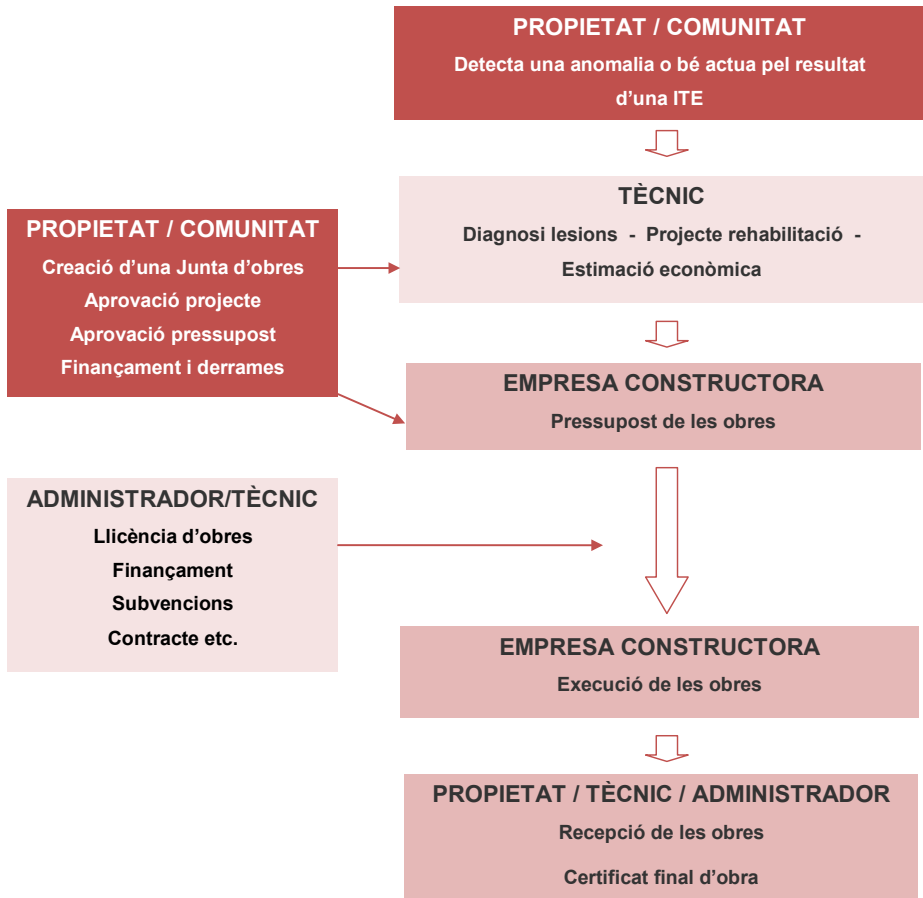 PROPIETAT / COMUNITAT
Detecta una anomalia o bé actua pel resultat
d’una ITE
TÈCNIC
Diagnosi lesions - Projecte rehabilitació -
Estimació econòmica
PROPIETAT / COMUNITAT
Creació d’una Junta d’obres
Aprovació projecte
Aprovació pressupost
Finançament i derrames
EMPRESA CONSTRUCTORA
Pressupost de les obres
ADMINISTRADOR/TÈCNIC
Llicència d’obres
Finançament
Subvencions
Contracte etc.
EMPRESA CONSTRUCTORA
Execució de les obres
PROPIETAT / TÈCNIC / ADMINISTRADOR
Recepció de les obres
Certificat final d’obra